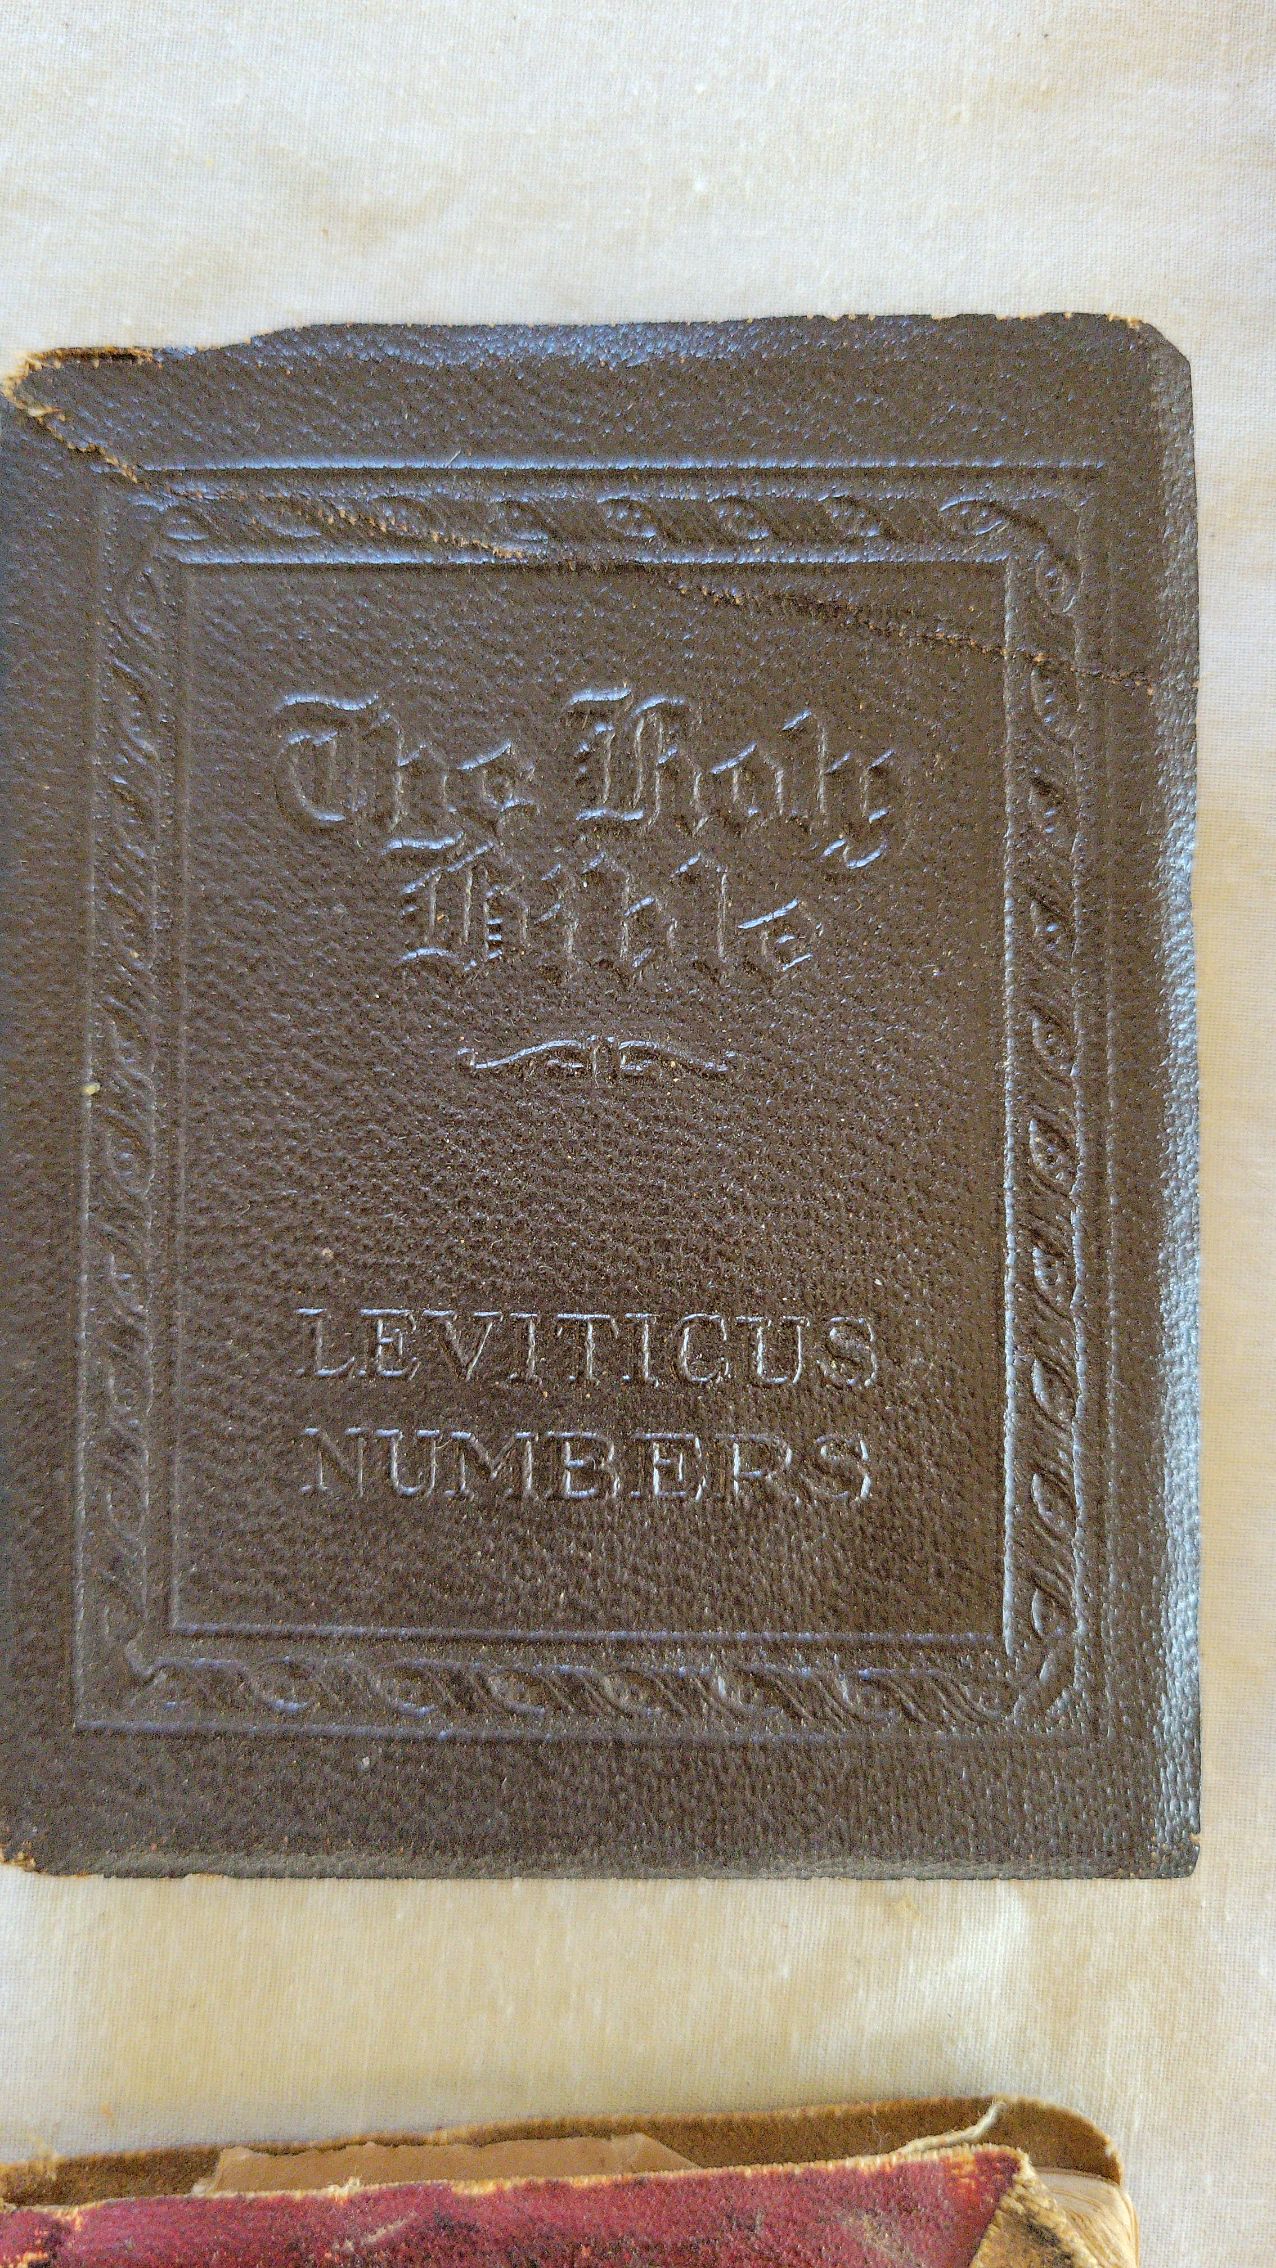 The Holy
Bible
LEVITICUS
NUMBERS